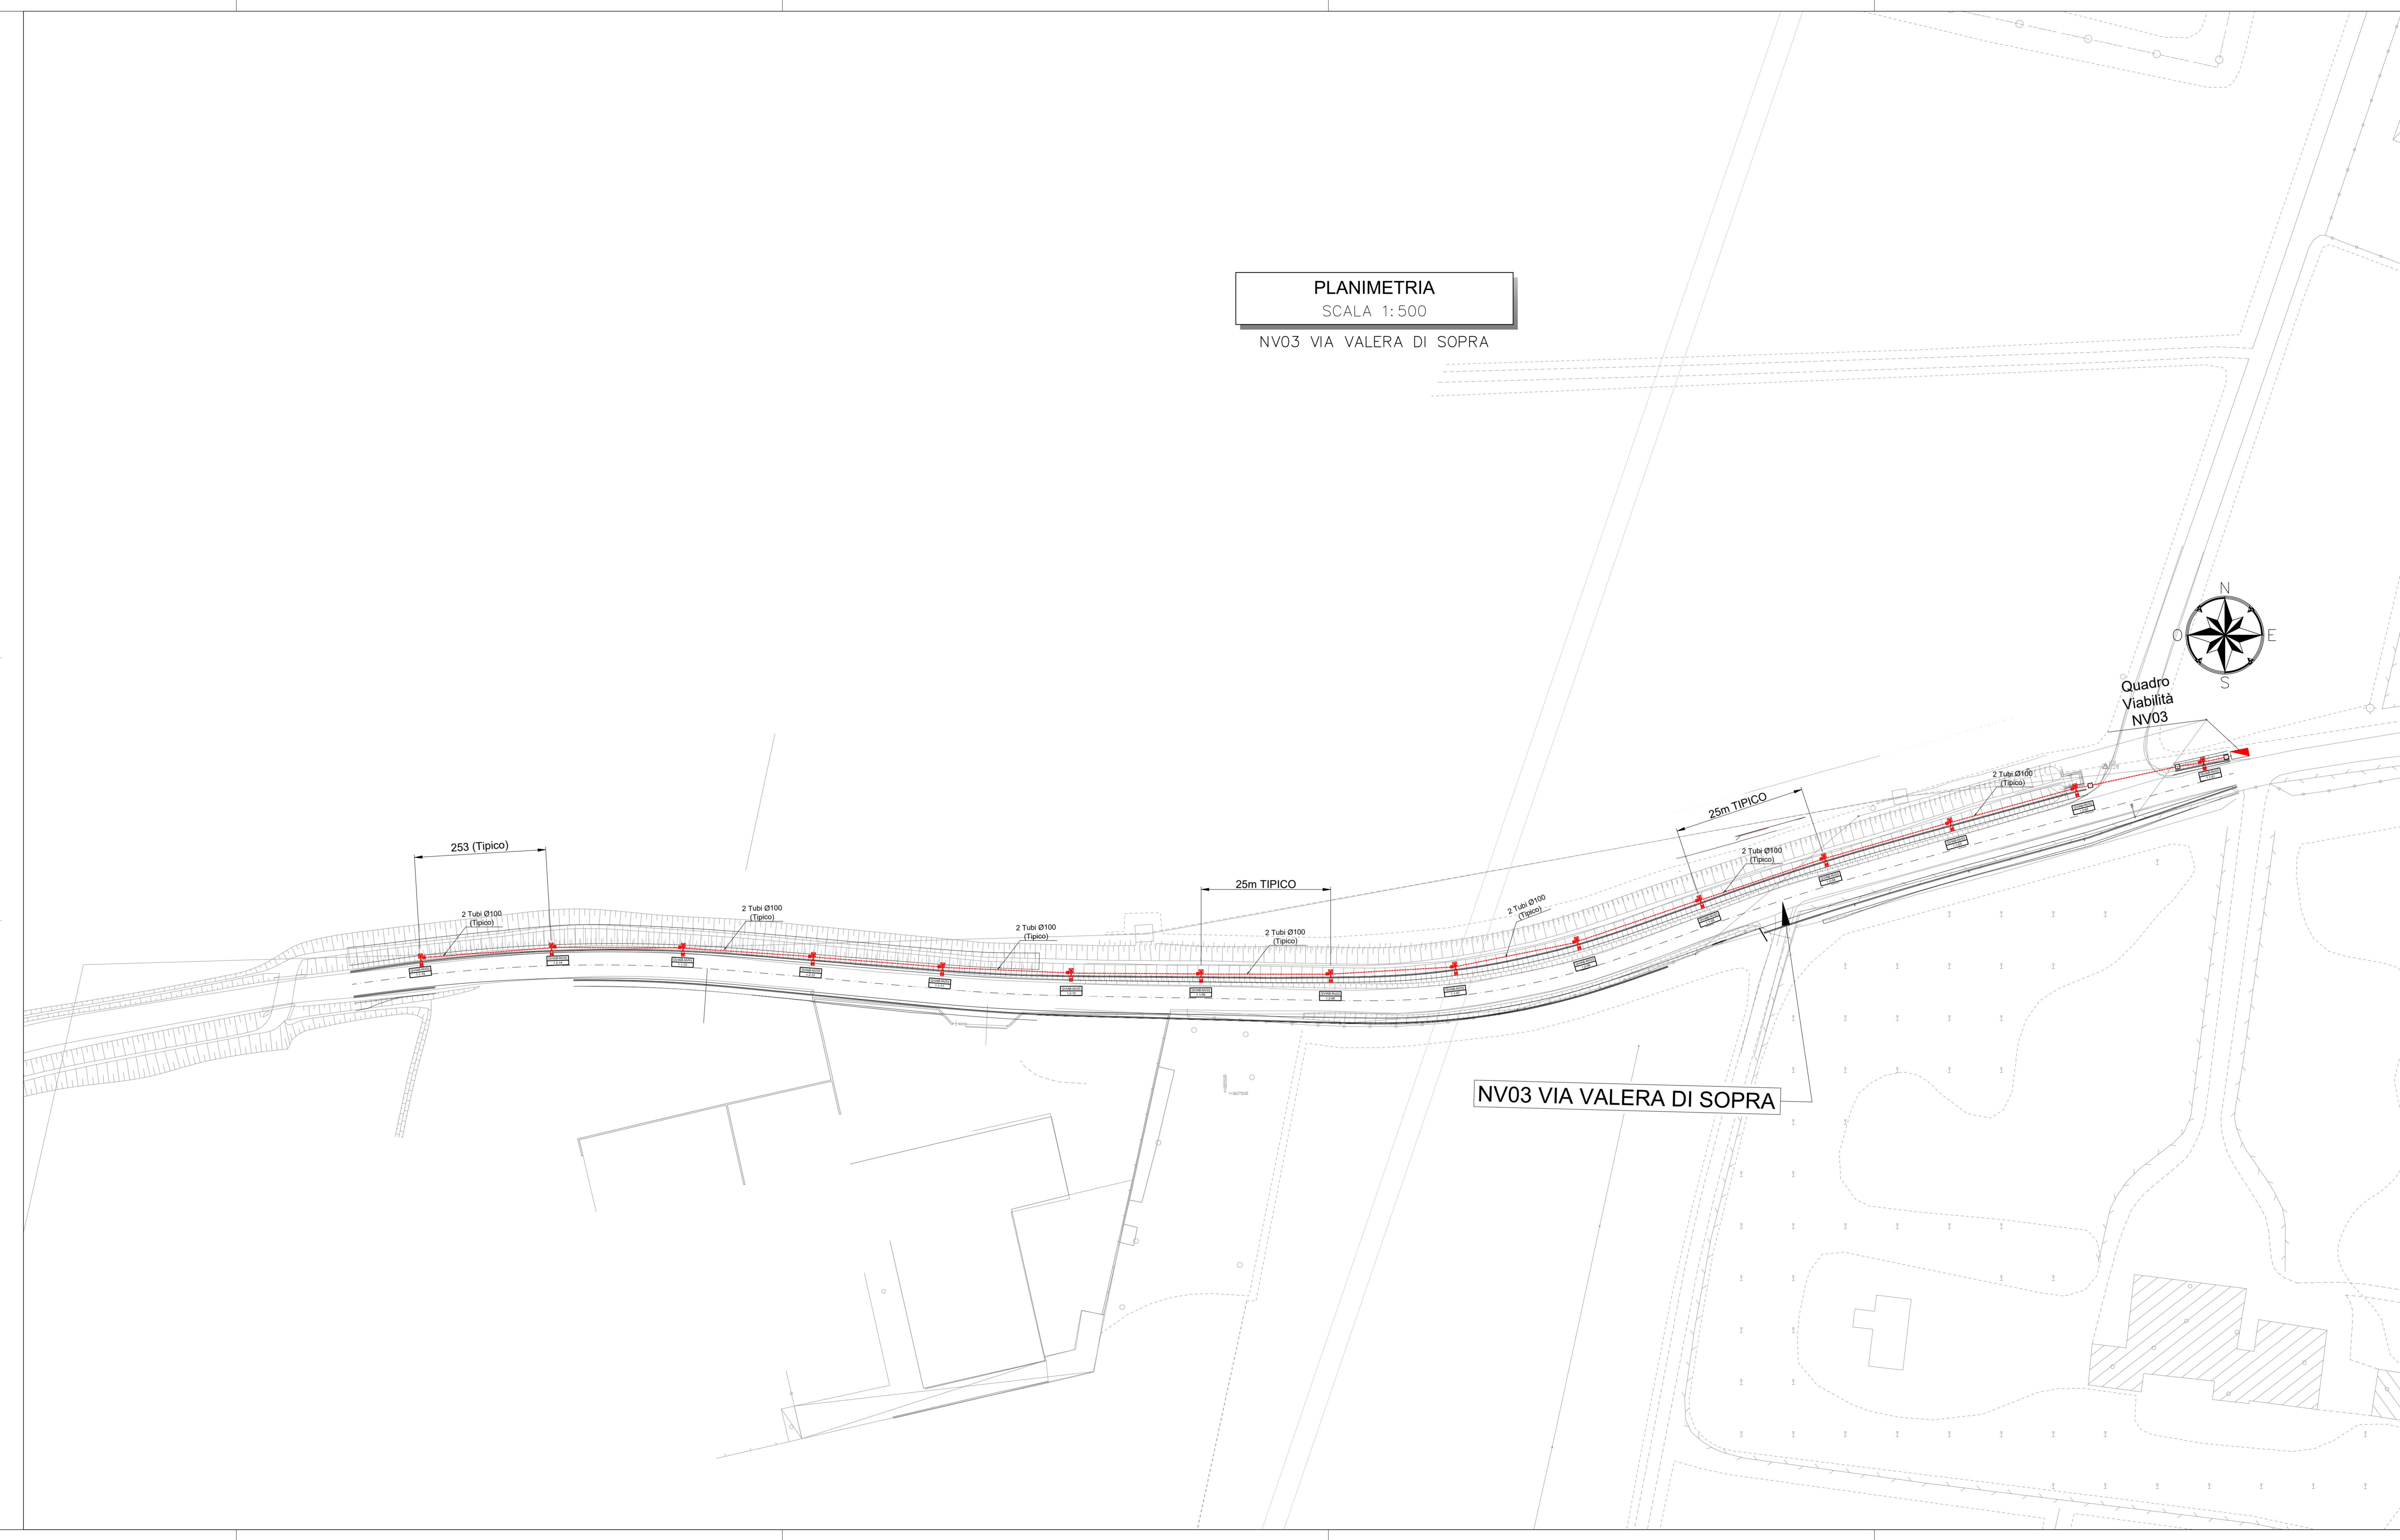 PLANIMETRIA
SCALA 1:500
NV03 VIA VALERA DI SOPRA
N
O
E
S
Quadro
Viabilità
NV03
2 Tubi Ø100
(Tipico)
25m TIPICO
2 Tubi Ø100
(Tipico)
253 (Tipico)
2 Tubi Ø100
(Tipico)
2 Tubi Ø100
(Tipico)
2 Tubi Ø100
(Tipico)
25m TIPICO
2 Tubi Ø100
(Tipico)
2 Tubi Ø100
(Tipico)
NV03 VIA VALERA DI SOPRA